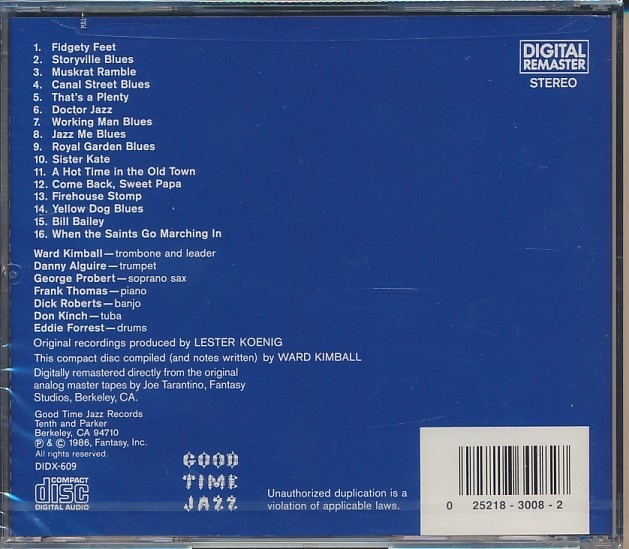 PULL
DIGITAL
REMASTER
STEREO
1. Fidgety Feet
2. Storyville Blues
3. Muskrat Ramble
4. Canal Street Blues
5. That's a Plenty
6. Doctor Jazz
7. Working Man Blues
8. Jazz Me Blues
9. Royal Garden Blues
10. Sister Kate
11. A Hot Time in the Old Town
12. Come Back, Sweet Papa
13. Firehouse Stomp
14. Yellow Dog Blues
15. Bill Bailey
16. When the Saints Go Marching In
Ward Kimball—trombone and leader
Danny Alguire—trumpet
George Probert—soprano sax
Frank Thomas—piano
Dick Roberts—banjo
Don Kinch—tuba
Eddie Forrest—drums
Original recordings produced by LESTER KOENIG
This compact disc compiled (and notes written) by WARD KIMBALL
Digitally remastered directly from the original
analog master tapes by Joe Tarantino, Fantasy
Studios, Berkeley, CA.
Good Time Jazz Records
Tenth and Parker
Berkeley, CA 94710
℗ & © 1986, Fantasy, Inc.
All rights reserved.
DIDX-609
COMPACT
disc
DIGITAL AUDIO
GOOD
TIME
JAZZ
Unauthorized duplication is a
violation of applicable laws.
0 25218 - 3008 - 2